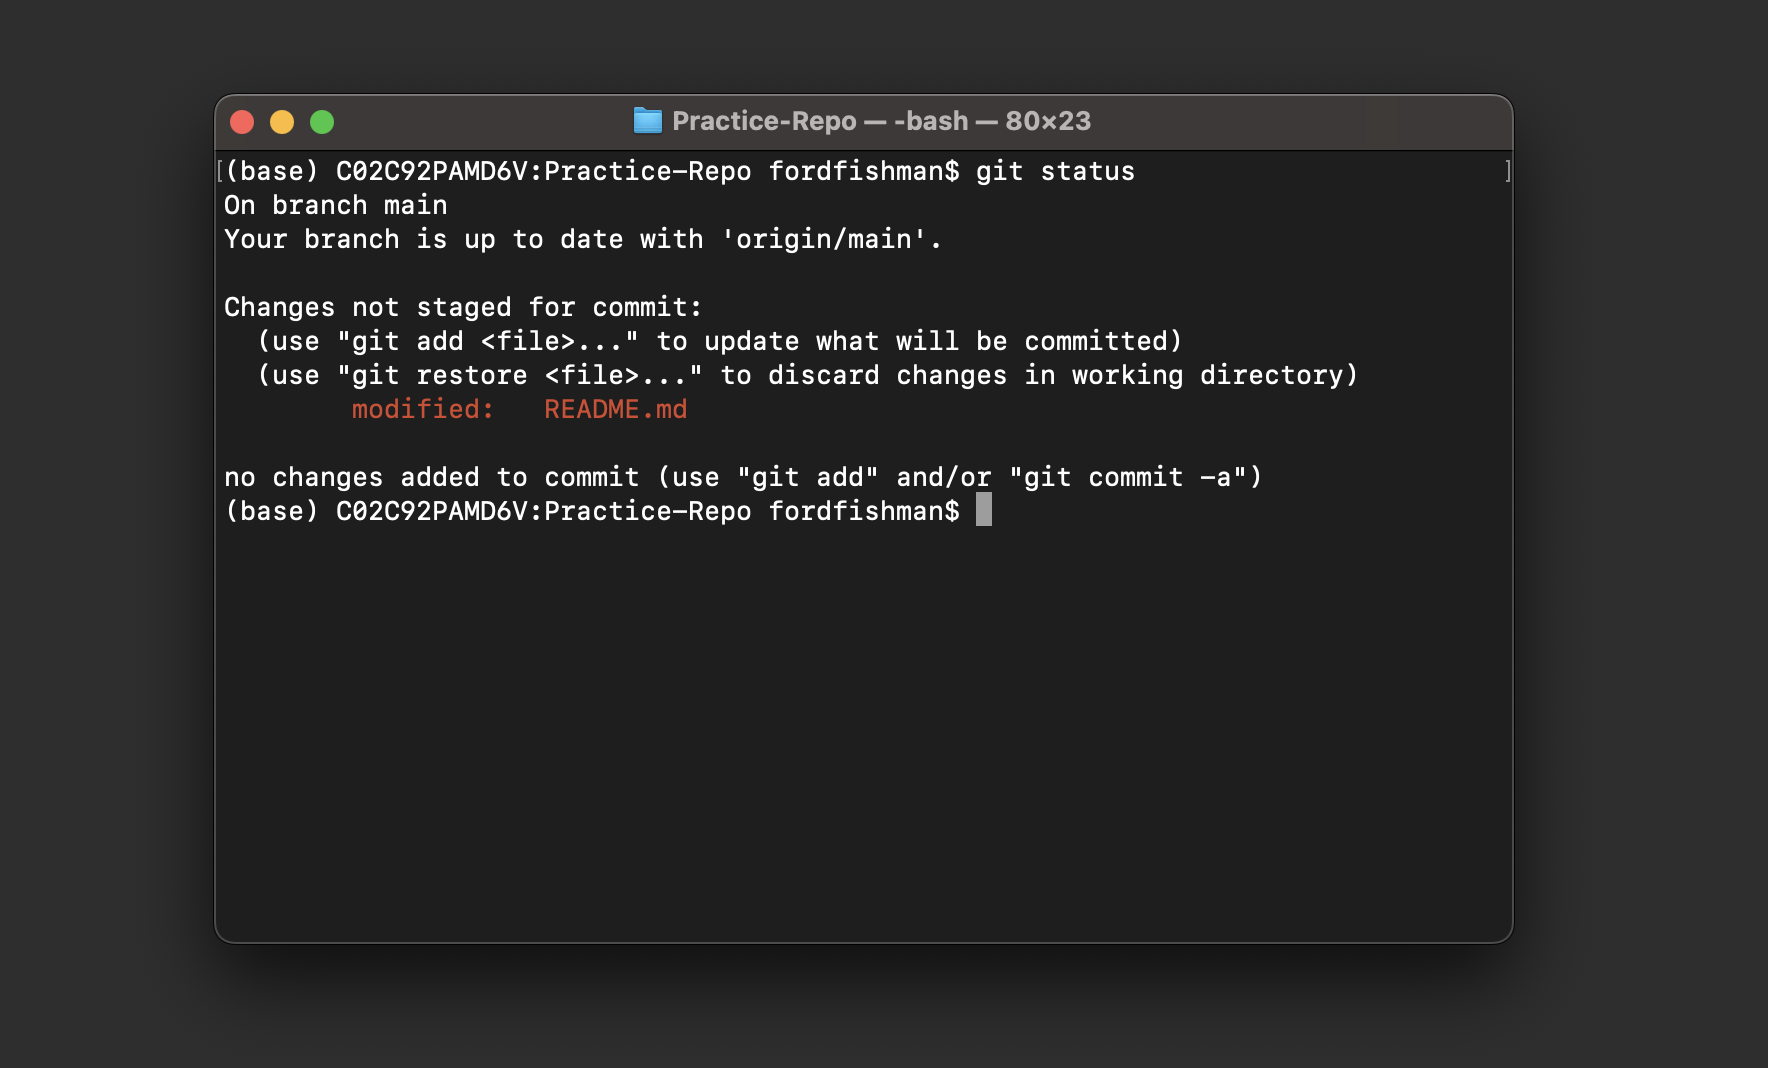 Practice-Repo — -bash — 80×23
(base) C02C92PAMD6V:Practice-Repo fordfishman$ git status
On branch main
Your branch is up to date with 'origin/main'.
Changes not staged for commit:
  (use "git add <file>..." to update what will be committed)
  (use "git restore <file>..." to discard changes in working directory)
        modified:   README.md
no changes added to commit (use "git add" and/or "git commit -a")
(base) C02C92PAMD6V:Practice-Repo fordfishman$